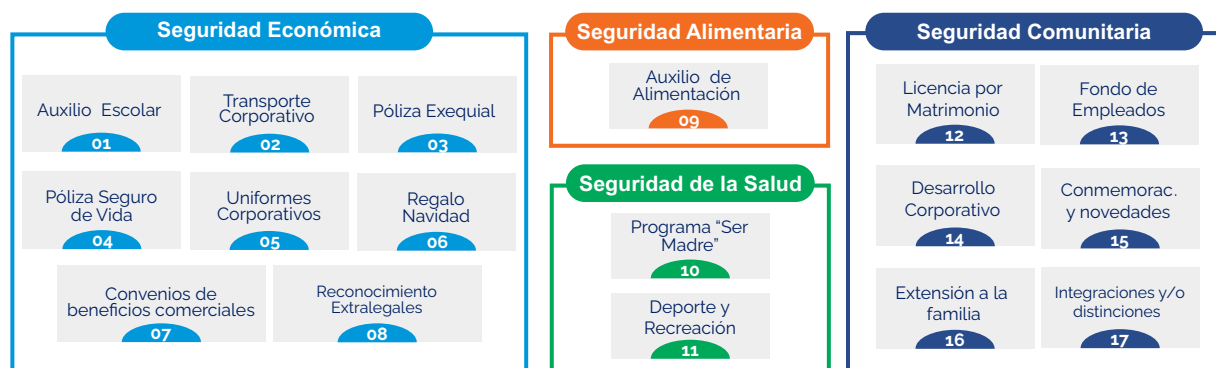 Seguridad Económica
Auxilio Escolar
01
Transporte
Corporativo
02
Póliza Exequial
03
Póliza Seguro
de Vida
04
Uniformes
Corporativos
05
Regalo
Navidad
06
Convenios de
beneficios comerciales
07
Reconocimiento
Extralegales
08
Seguridad Alimentaria
Auxilio de
Alimentación
09
Seguridad de la Salud
Programa “Ser
Madre”
10
Deporte y
Recreación
11
Seguridad Comunitaria
Licencia por
Matrimonio
12
Fondo de
Empleados
13
Desarrollo
Corporativo
14
Conmemorac.
y novedades
15
Extensión a la
familia
16
Integraciones y/o
distinciones
17